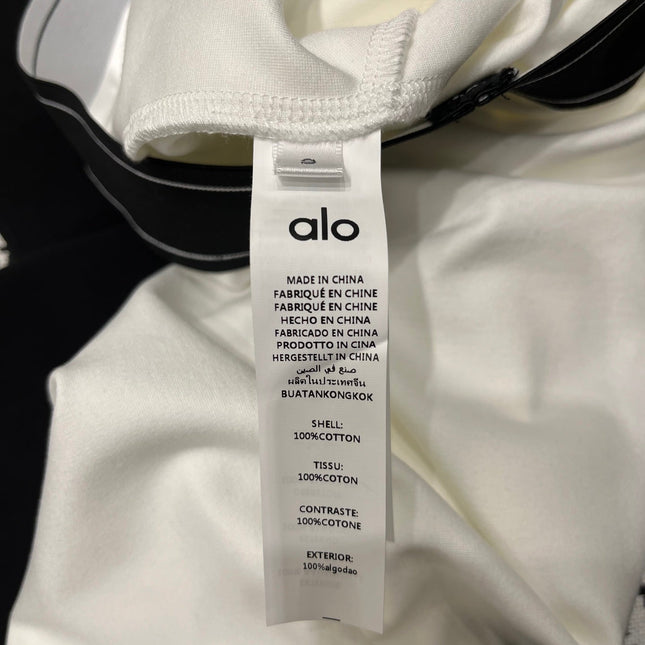 alo
MADE IN CHINA
FABRIQUÉ EN CHINE
FABRIQUÉ EN CHINE
HECHO EN CHINA
FABRICADO EN CHINA
PRODOTTO IN CINA
HERGESTELLT IN CHINA
صنع في الصين
ผลิตในประเทศจีน
BUATANKONGKOK
SHELL:
100%COTTON
TISSU:
100%COTON
CONTRASTE:
100%COTONE
EXTERIOR:
100%algodao